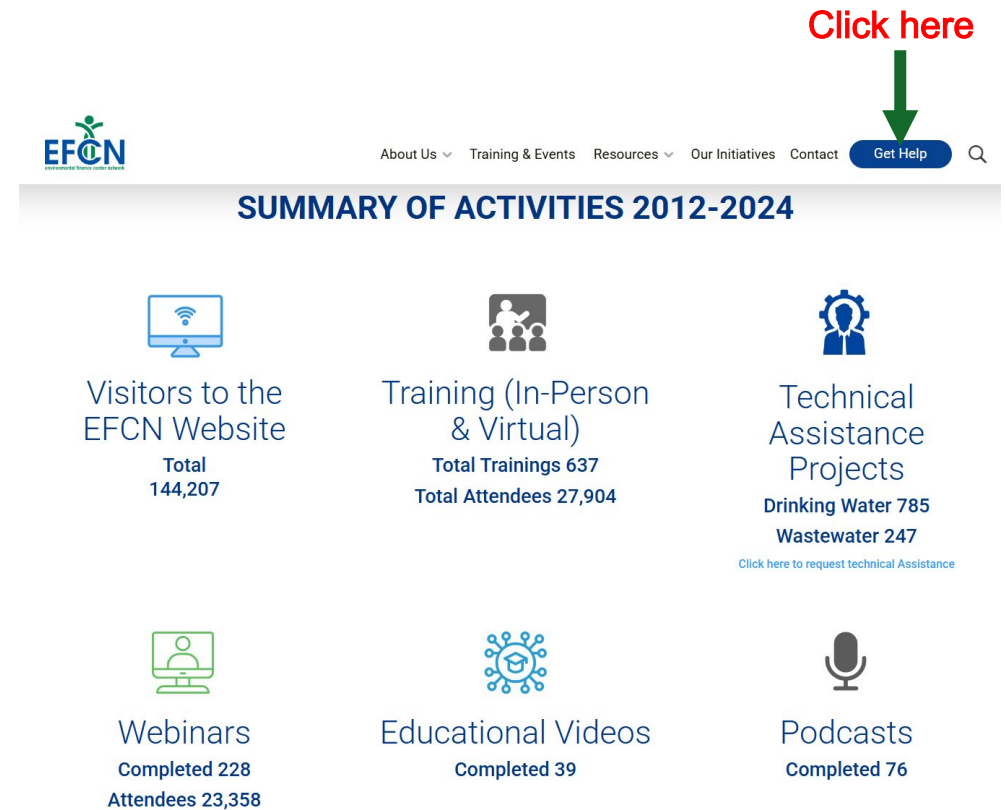 Click here
EFCN
environmental finance center network
About Us
Training & Events
Resources
Our Initiatives
Contact
Get Help
SUMMARY OF ACTIVITIES 2012-2024
Visitors to the
EFCN Website
Total
144,207
Training (In-Person
& Virtual)
Total Trainings 637
Total Attendees 27,904
Technical
Assistance
Projects
Drinking Water 785
Wastewater 247
Click here to request technical Assistance
Webinars
Completed 228
Attendees 23,358
Educational Videos
Completed 39
Podcasts
Completed 76